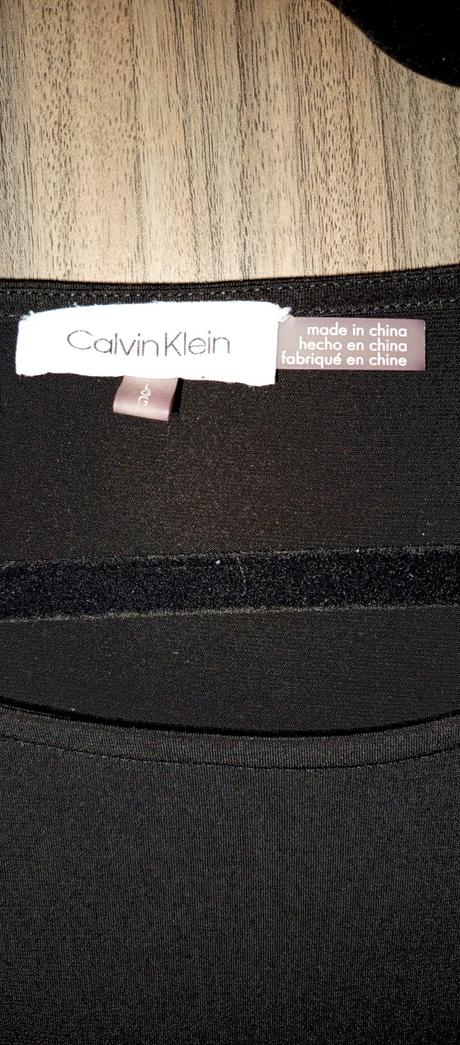 Calvin Klein
made in china
hecho en china
fabriqué en chine
L
G